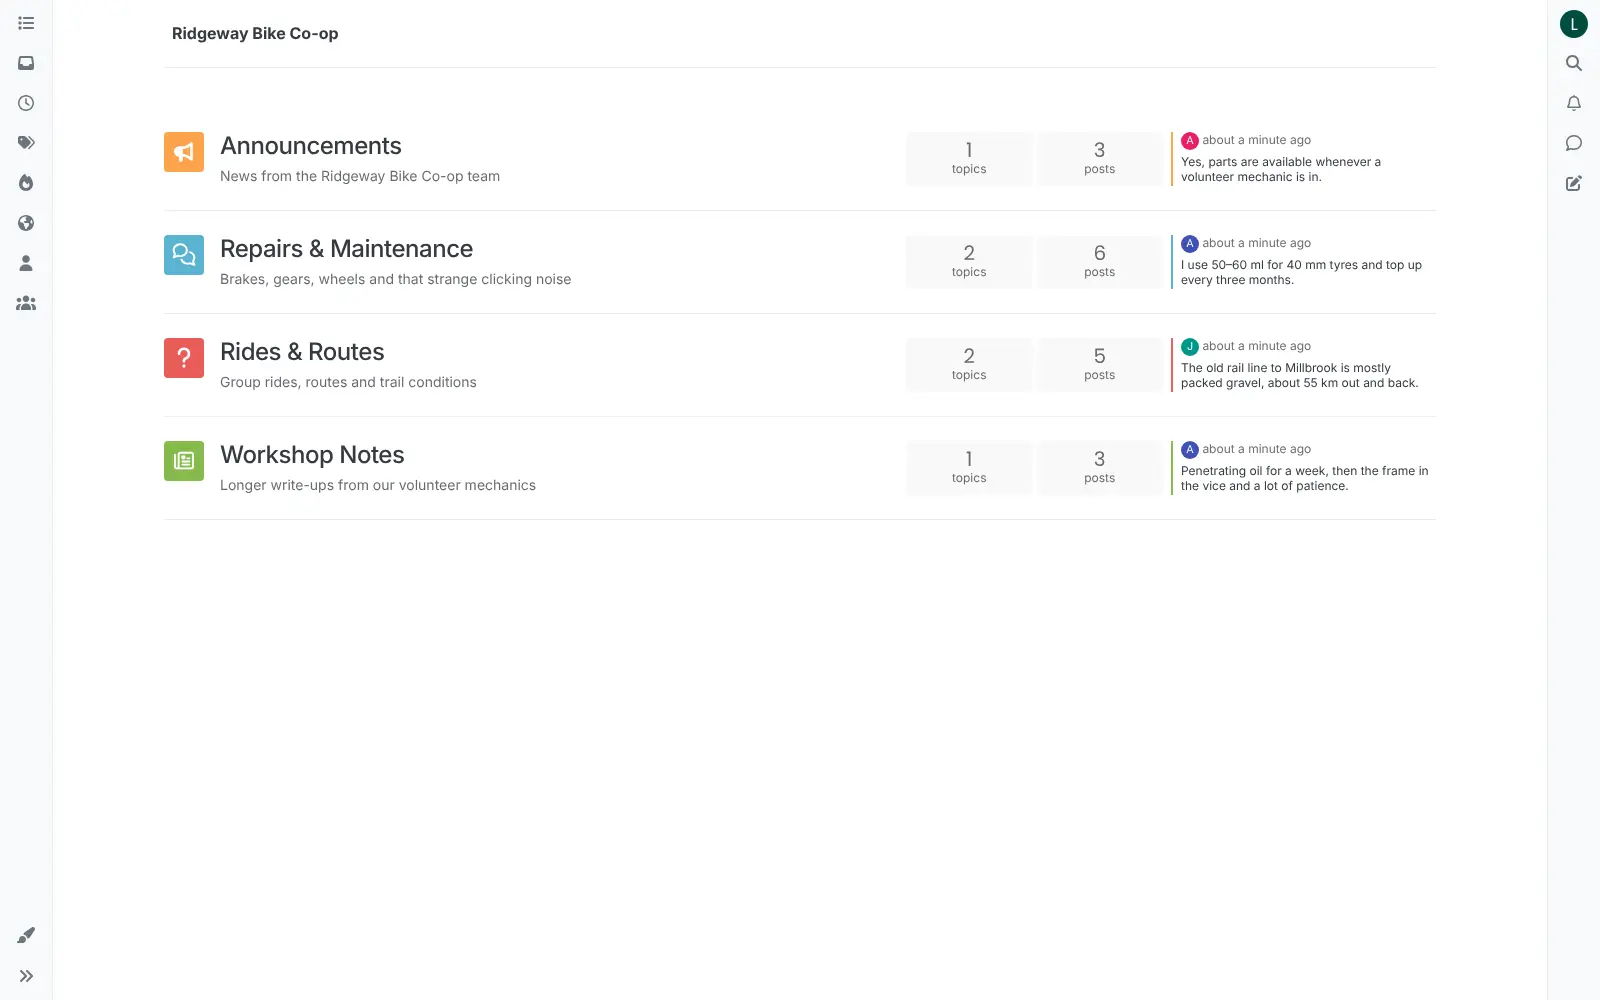 Ridgeway Bike Co-op
L
Announcements
News from the Ridgeway Bike Co-op team
1
topics
3
posts
A about a minute ago
Yes, parts are available whenever a
volunteer mechanic is in.
Repairs & Maintenance
Brakes, gears, wheels and that strange clicking noise
2
topics
6
posts
A about a minute ago
I use 50–60 ml for 40 mm tyres and top up
every three months.
Rides & Routes
Group rides, routes and trail conditions
2
topics
5
posts
J about a minute ago
The old rail line to Millbrook is mostly
packed gravel, about 55 km out and back.
Workshop Notes
Longer write-ups from our volunteer mechanics
1
topics
3
posts
A about a minute ago
Penetrating oil for a week, then the frame in
the vice and a lot of patience.